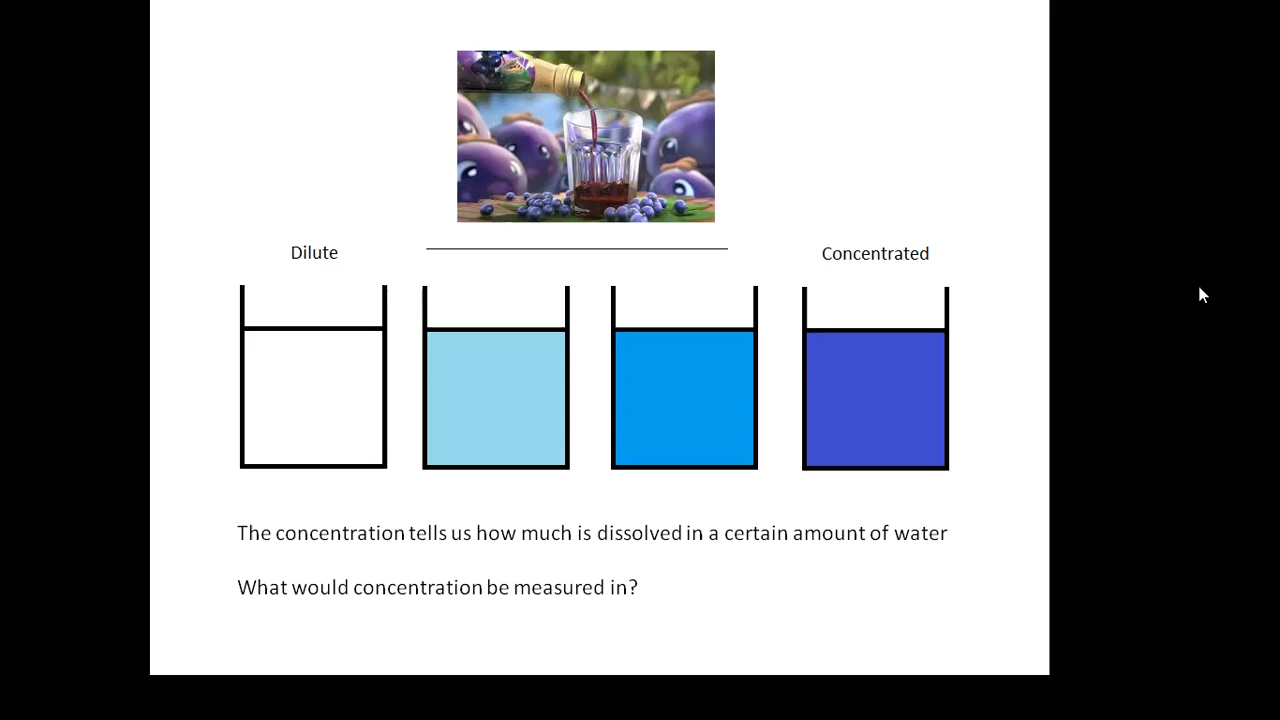 Dilute
Concentrated
The concentration tells us how much is dissolved in a certain amount of water
What would concentration be measured in?